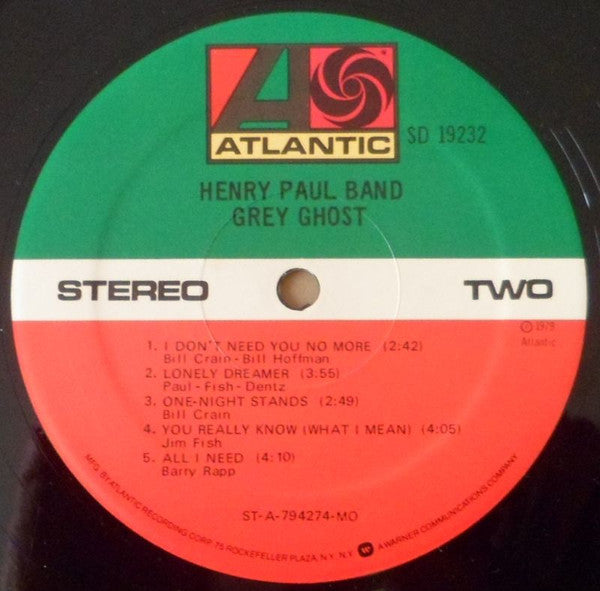 ATLANTIC
SD 19232
HENRY PAUL BAND
GREY GHOST
STEREO
TWO
℗ 1979
Atlantic
1. I DON'T NEED YOU NO MORE (2:42)
Bill Crain - Bill Hoffman
2. LONELY DREAMER (3:55)
Paul - Fish - Dentz
3. ONE-NIGHT STANDS (2:49)
Bill Crain
4. YOU REALLY KNOW (WHAT I MEAN) (4:05)
Jim Fish
5. ALL I NEED (4:10)
Barry Rapp
ST-A-794274-MO
MFG. BY ATLANTIC RECORDING CORP. 75 ROCKEFELLER PLAZA, N.Y. N.Y. A WARNER COMMUNICATIONS COMPANY